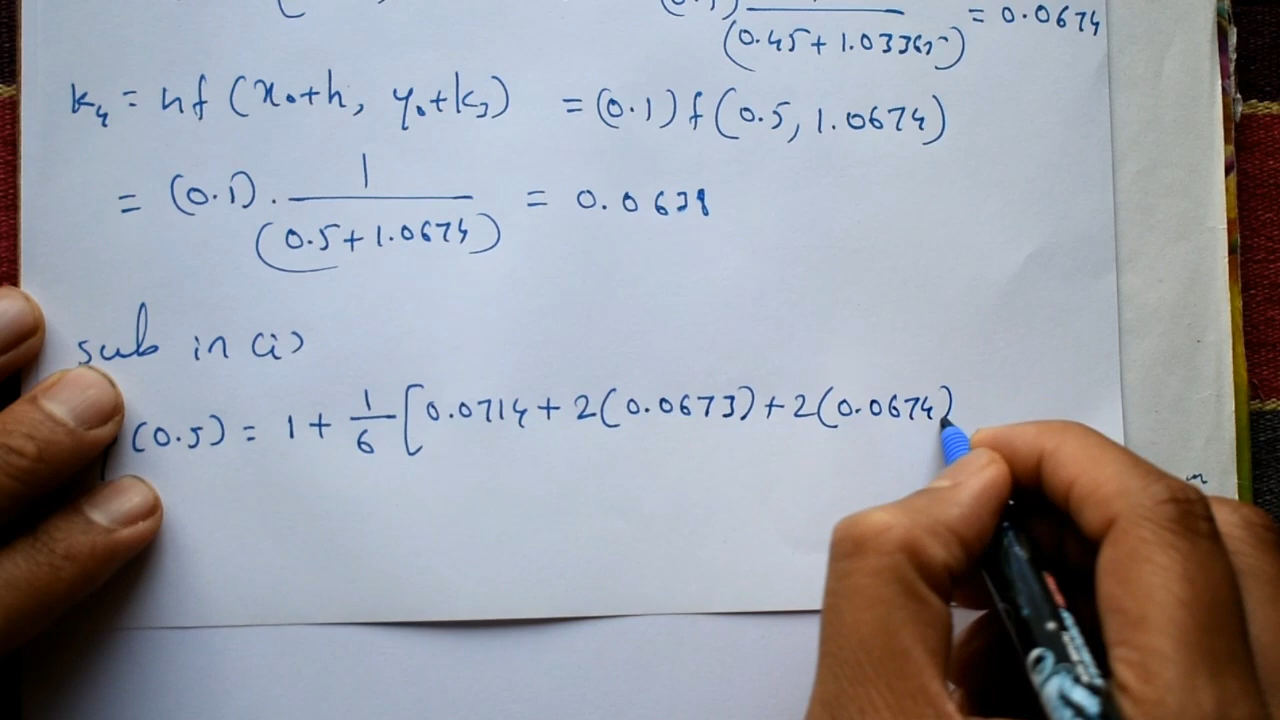 = 0.0674
(0.45+1.03365)
k4 = hf (x0+h, y0+k3) = (0.1) f (0.5, 1.0674)
= (0.1) . 1/(0.5+1.0674) = 0.0638
sub in (i)
(0.5) = 1 + 1/6 [0.0714 + 2(0.0673) + 2(0.0674)